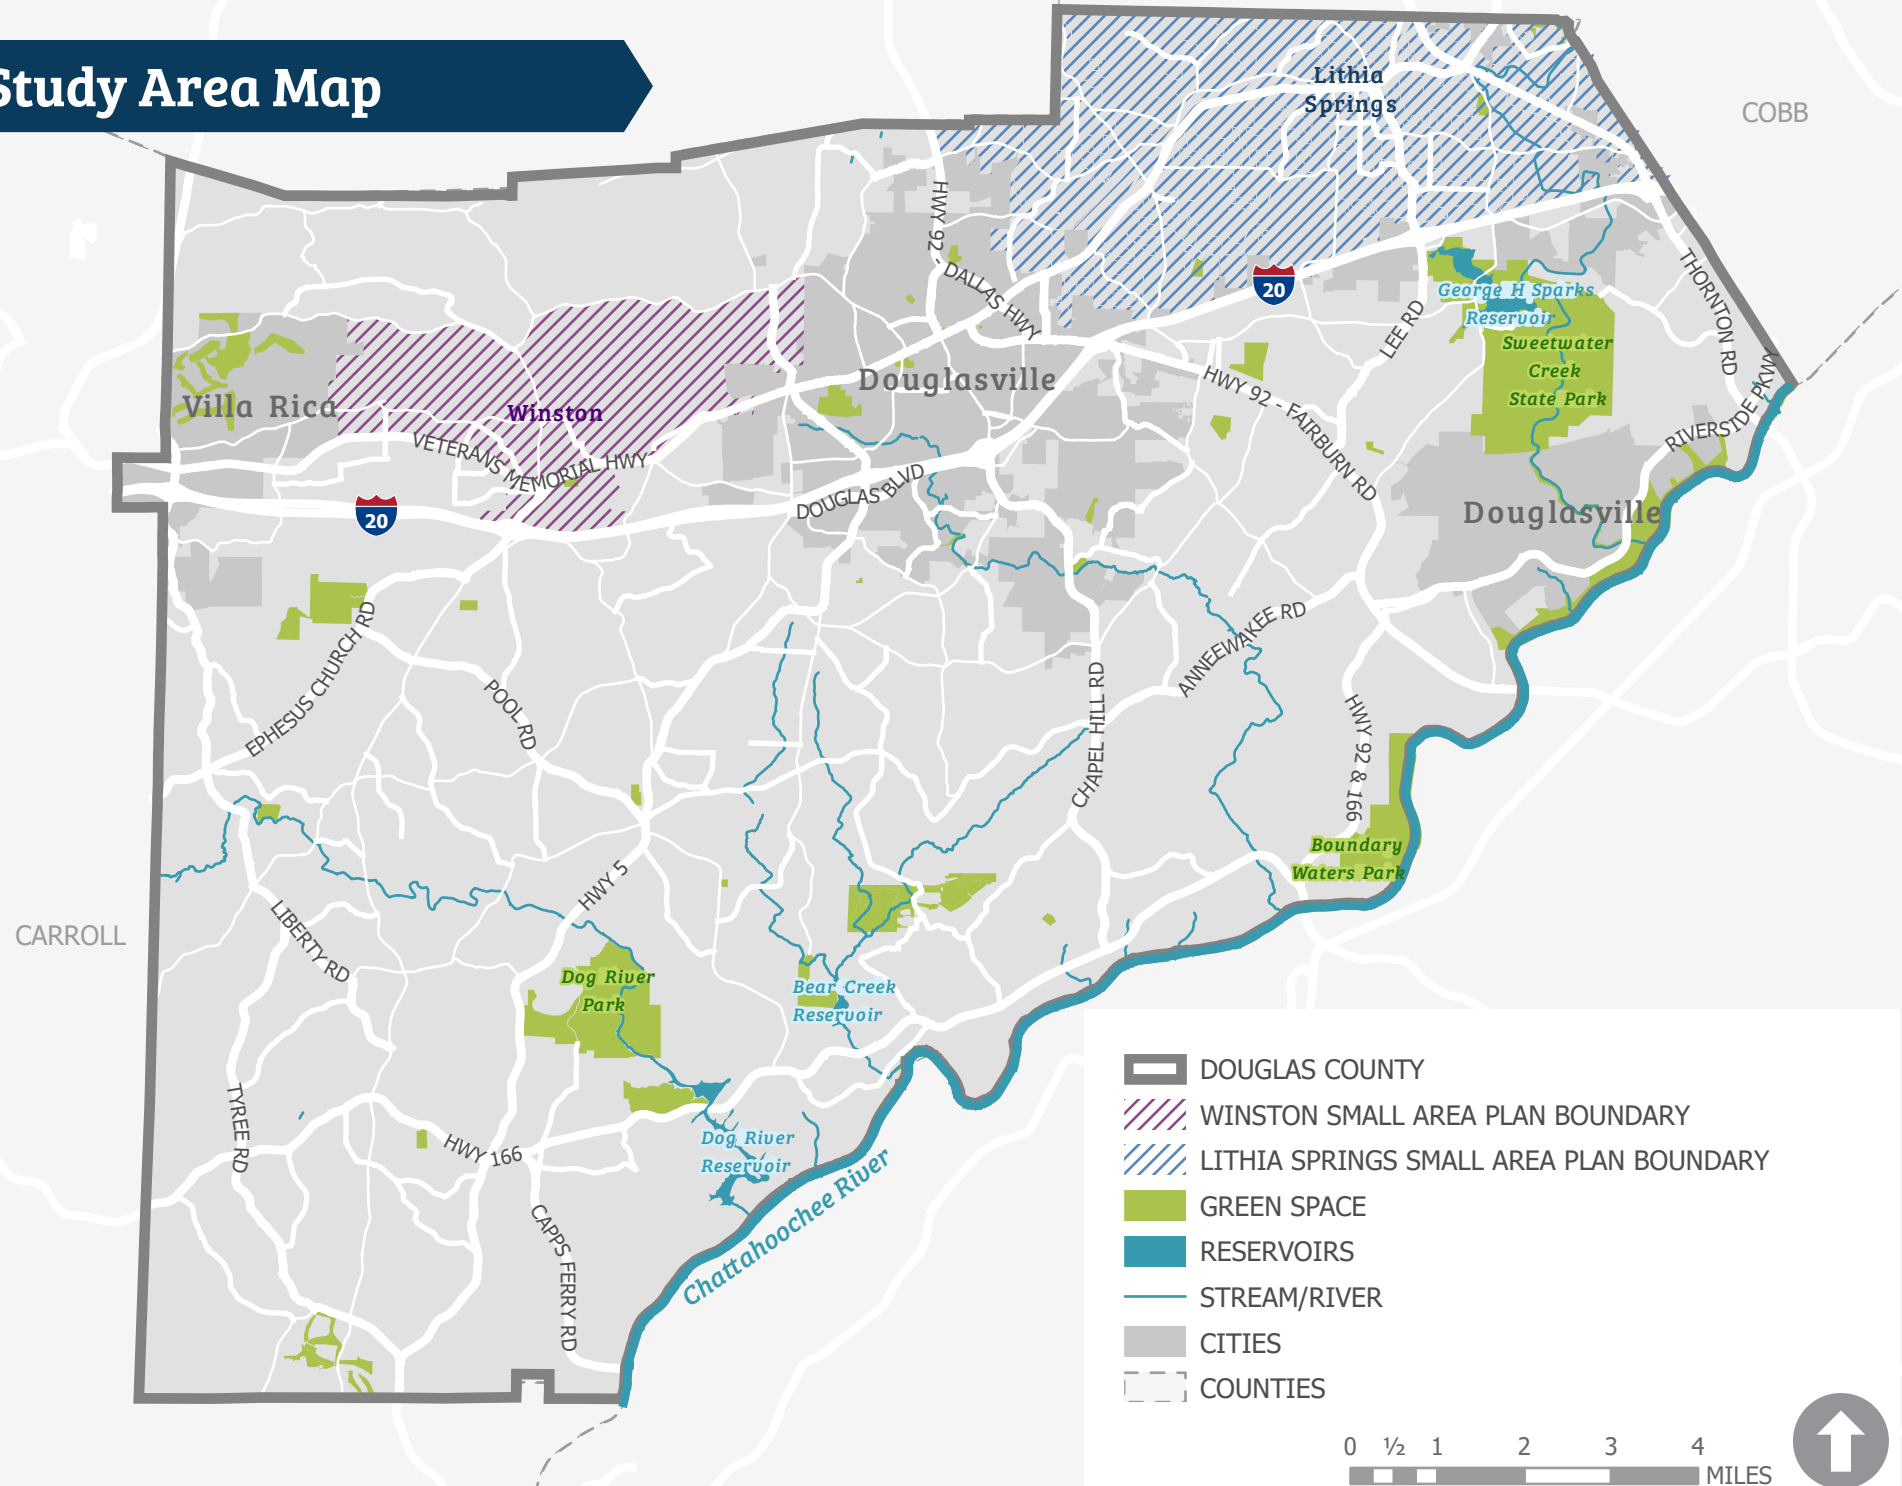 Study Area Map
COBB
Lithia
Springs
HWY 92 - DALLAS HWY
20
THORNTON RD
George H Sparks
Reservoir
LEE RD
Sweetwater
Creek
State Park
RIVERSIDE PKWY
Villa Rica
Winston
Douglasville
HWY 92 - FAIRBURN RD
VETERANS MEMORIAL HWY
DOUGLAS BLVD
20
Douglasville
EPHESUS CHURCH RD
POOL RD
ANNEEWAKEE RD
CHAPEL HILL RD
HWY 92 & 166
Boundary
Waters Park
HWY 5
CARROLL
LIBERTY RD
Dog River
Park
Bear Creek
Reservoir
TYREE RD
HWY 166
Dog River
Reservoir
CAPPS FERRY RD
Chattahoochee River
DOUGLAS COUNTY
WINSTON SMALL AREA PLAN BOUNDARY
LITHIA SPRINGS SMALL AREA PLAN BOUNDARY
GREEN SPACE
RESERVOIRS
STREAM/RIVER
CITIES
COUNTIES
0 ½ 1 2 3 4
MILES